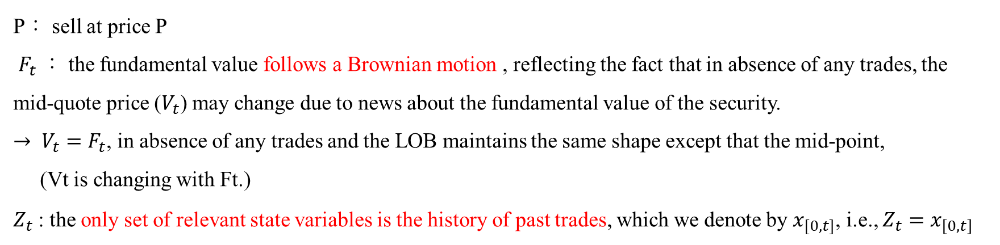 P： sell at price P
F_t ： the fundamental value follows a Brownian motion , reflecting the fact that in absence of any trades, the
mid-quote price (V_t) may change due to news about the fundamental value of the security.
→ V_t = F_t, in absence of any trades and the LOB maintains the same shape except that the mid-point,
(Vt is changing with Ft.)
Z_t : the only set of relevant state variables is the history of past trades, which we denote by x_[0,t], i.e., Z_t = x_[0,t]